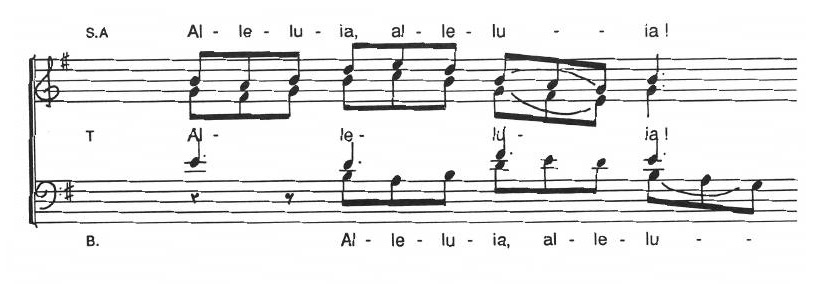 S.A Al - le - lu - ia, al - le - lu - - ia !
T Al- le- lu - ia !
B. Al - le - lu - ia, al - le - lu - -